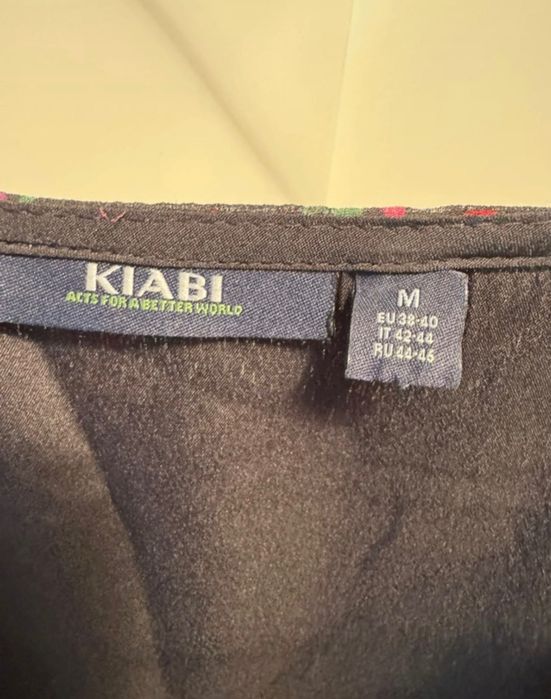 KIABI
ACTS FOR A BETTER WORLD
M
EU 38-40
IT 42-44
RU 44-46